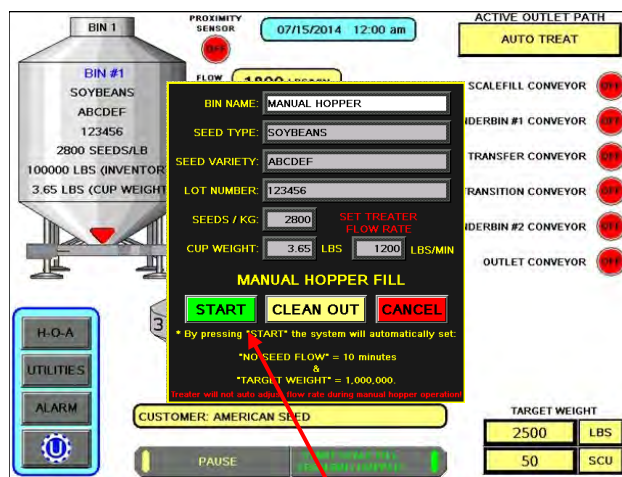 BIN 1
PROXIMITY
SENSOR
OFF
07/15/2014 12:00 am
ACTIVE OUTLET PATH
AUTO TREAT
BIN #1
SOYBEANS
ABCDEF
123456
2800 SEEDS/LB
100000 LBS (INVENTOR
3.65 LBS (CUP WEIGHT
FLOW
1800
SCALEFILL CONVEYOR OFF
NDERBIN #1 CONVEYOR OFF
TRANSFER CONVEYOR OFF
TRANSITION CONVEYOR OFF
NDERBIN #2 CONVEYOR OFF
OUTLET CONVEYOR OFF
BIN NAME: MANUAL HOPPER
SEED TYPE: SOYBEANS
SEED VARIETY: ABCDEF
LOT NUMBER: 123456
SEEDS / KG: 2800 SET TREATER
FLOW RATE
CUP WEIGHT: 3.65 LBS 1200 LBS/MIN
MANUAL HOPPER FILL
START CLEAN OUT CANCEL
* By pressing "START" the system will automatically set:
"NO SEED FLOW" = 10 minutes
&
"TARGET WEIGHT" = 1,000,000.
Treater will not auto adjust flow rate during manual hopper operation!
3
H-O-A
UTILITIES
ALARM
U
CUSTOMER: AMERICAN SEED
PAUSE
TARGET WEIGHT
2500 LBS
50 SCU